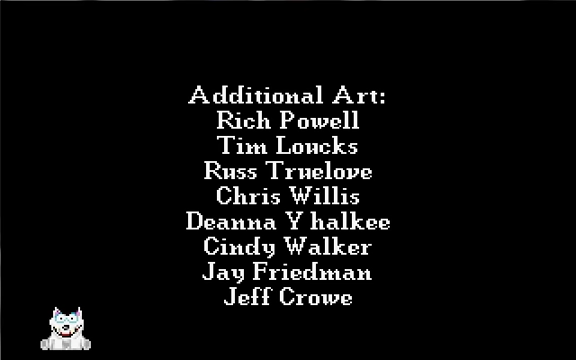 Additional Art:
Rich Powell
Tim Loucks
Russ Truelove
Chris Willis
Deanna Yhalkee
Cindy Walker
Jay Friedman
Jeff Crowe